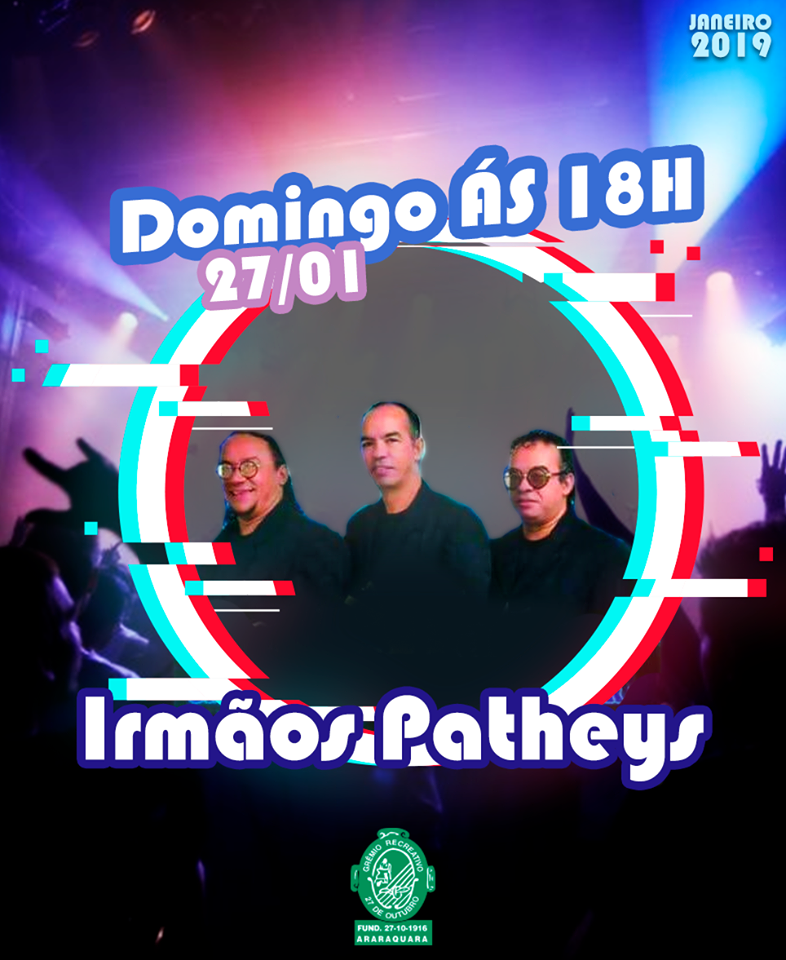 JANEIRO
2019
Domingo ÁS 18H
27/01
Irmãos Patheys
GRÊMIO RECREATIVO
27 DE OUTUBRO
FUND. 27-10-1916
ARARAQUARA